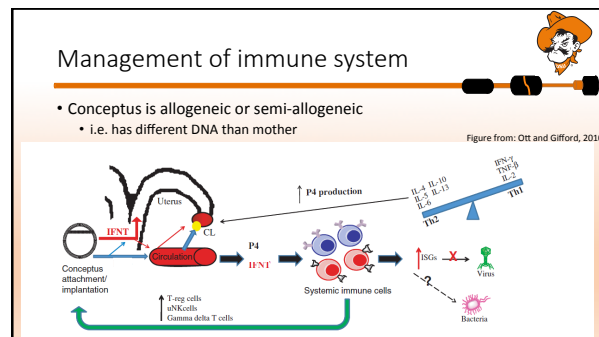 Management of immune system
• Conceptus is allogeneic or semi-allogeneic
• i.e. has different DNA than mother
Figure from: Ott and Gifford, 2010
Uterus
IFNT
CL
Circulation
Conceptus
attachment/
implantation
P4
IFNT
↑ P4 production
IL-4 IL-10
IL-5 IL-13
IL-6
Th2
IFN-γ
TNF-β
IL-2
Th1
Systemic immune cells
↑ ISGs
X
Virus
?
Bacteria
↑ T-reg cells
uNKcells
Gamma delta T cells